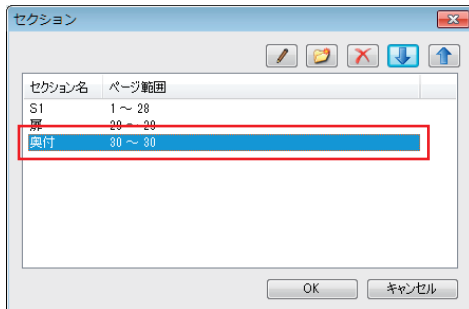 セクション
セクション名 ページ範囲
S1 1 ～ 28
扉 29 ～ 29
奥付 30 ～ 30
OK キャンセル